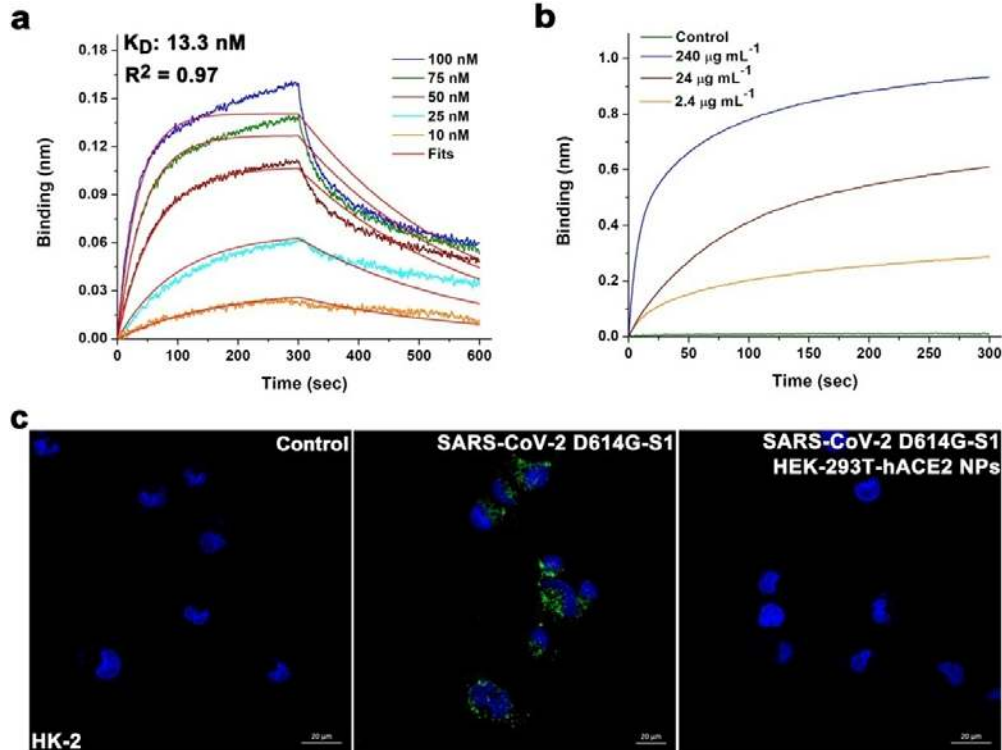 a
K_D: 13.3 nM
R² = 0.97
100 nM
75 nM
50 nM
25 nM
10 nM
Fits
0.18
0.15
0.12
0.09
0.06
0.03
0.00
0
100
200
300
400
500
600
Binding (nm)
Time (sec)
b
Control
240 µg mL⁻¹
24 µg mL⁻¹
2.4 µg mL⁻¹
1.0
0.8
0.6
0.4
0.2
0.0
0
50
100
150
200
250
300
Binding (nm)
Time (sec)
c
Control
HK-2
20 µm
SARS-CoV-2 D614G-S1
20 µm
SARS-CoV-2 D614G-S1
HEK-293T-hACE2 NPs
20 µm